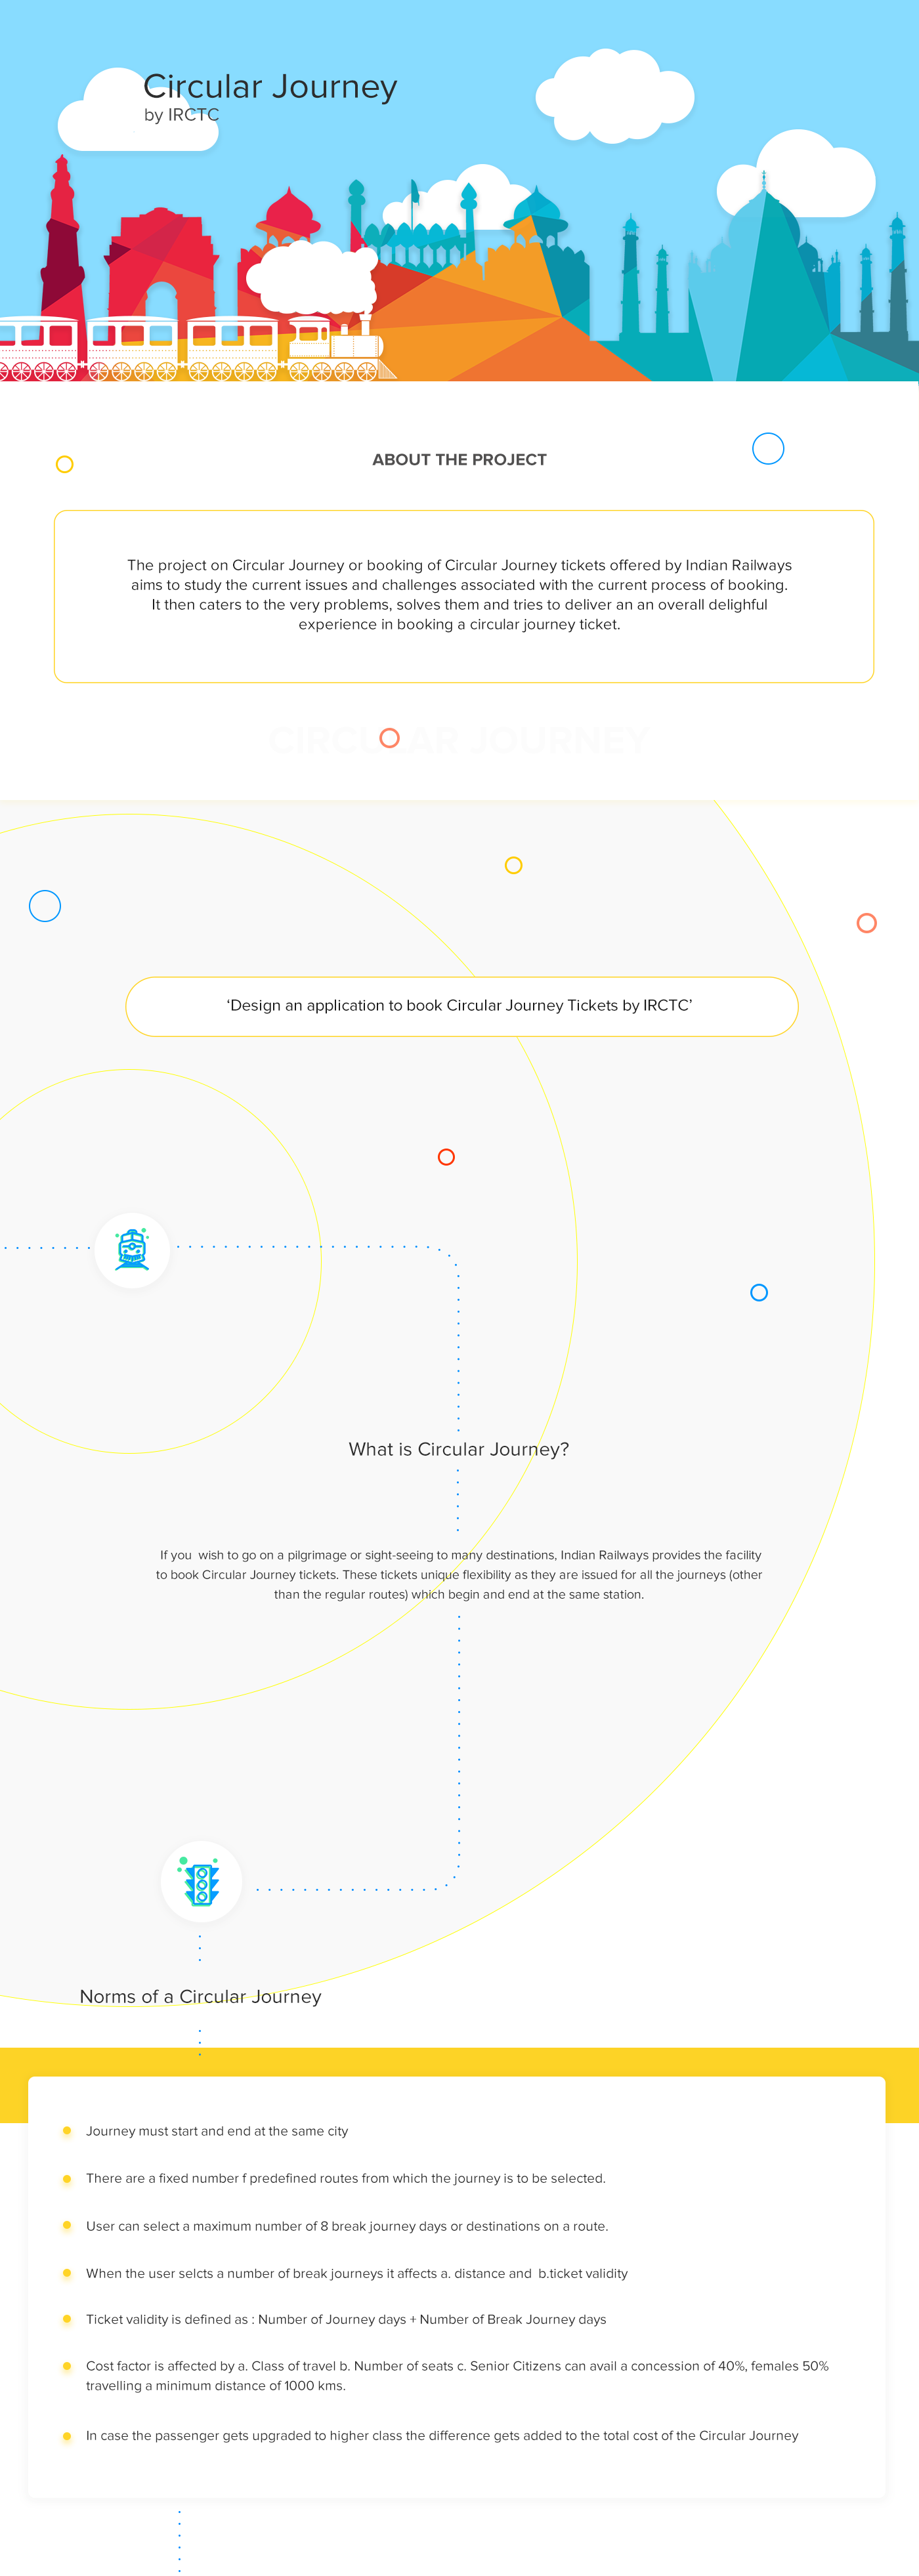 Circular Journey
by IRCTC
ABOUT THE PROJECT
The project on Circular Journey or booking of Circular Journey tickets offered by Indian Railways
aims to study the current issues and challenges associated with the current process of booking.
It then caters to the very problems, solves them and tries to deliver an an overall delighful
experience in booking a circular journey ticket.
CIRCULAR JOURNEY
‘Design an application to book Circular Journey Tickets by IRCTC’
What is Circular Journey?
If you  wish to go on a pilgrimage or sight-seeing to many destinations, Indian Railways provides the facility
to book Circular Journey tickets. These tickets unique flexibility as they are issued for all the journeys (other
than the regular routes) which begin and end at the same station.
Norms of a Circular Journey
Journey must start and end at the same city
There are a fixed number f predefined routes from which the journey is to be selected.
User can select a maximum number of 8 break journey days or destinations on a route.
When the user selcts a number of break journeys it affects a. distance and  b.ticket validity
Ticket validity is defined as : Number of Journey days + Number of Break Journey days
Cost factor is affected by a. Class of travel b. Number of seats c. Senior Citizens can avail a concession of 40%, females 50%
travelling a minimum distance of 1000 kms.
In case the passenger gets upgraded to higher class the difference gets added to the total cost of the Circular Journey